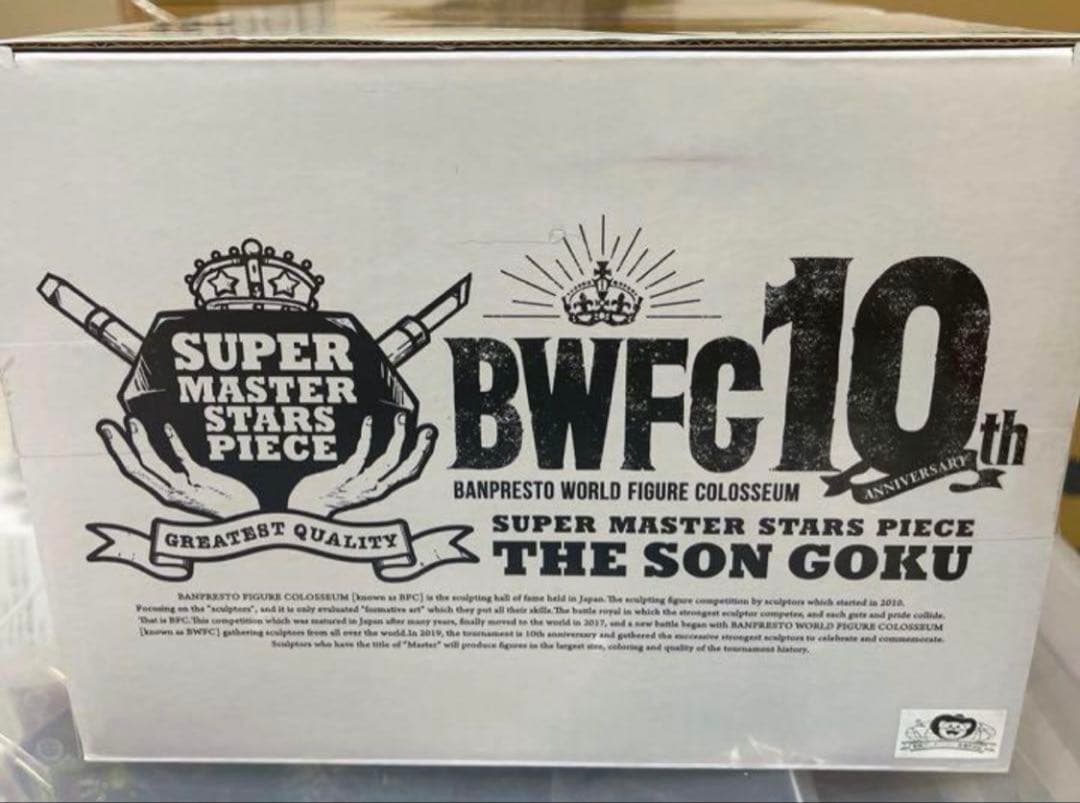 SUPER
MASTER
STARS
PIECE
GREATEST QUALITY
BWFC 10th
ANNIVERSARY
BANPRESTO WORLD FIGURE COLOSSEUM
SUPER MASTER STARS PIECE
THE SON GOKU
BANPRESTO FIGURE COLOSSEUM [known as BFC] is the sculpting hall of fame held in Japan. The sculpting figure competition by sculptors which started in 2010.
Focusing on the "sculptors", and it is only evaluated "formative art" which they put all their skills. The battle royal in which the strongest sculptor competes, and each guts and pride collide.
That is BFC. This competition which was matured in Japan after many years, finally moved to the world in 2017, and a new battle began with BANPRESTO WORLD FIGURE COLOSSEUM
[known as BWFC] gathering sculptors from all over the world. In 2019, the tournament is 10th anniversary and gathered the successive strongest sculptors to celebrate and commemorate.
Sculptors who have the title of "Master" will produce figures in the largest size, coloring and quality of the tournament history.